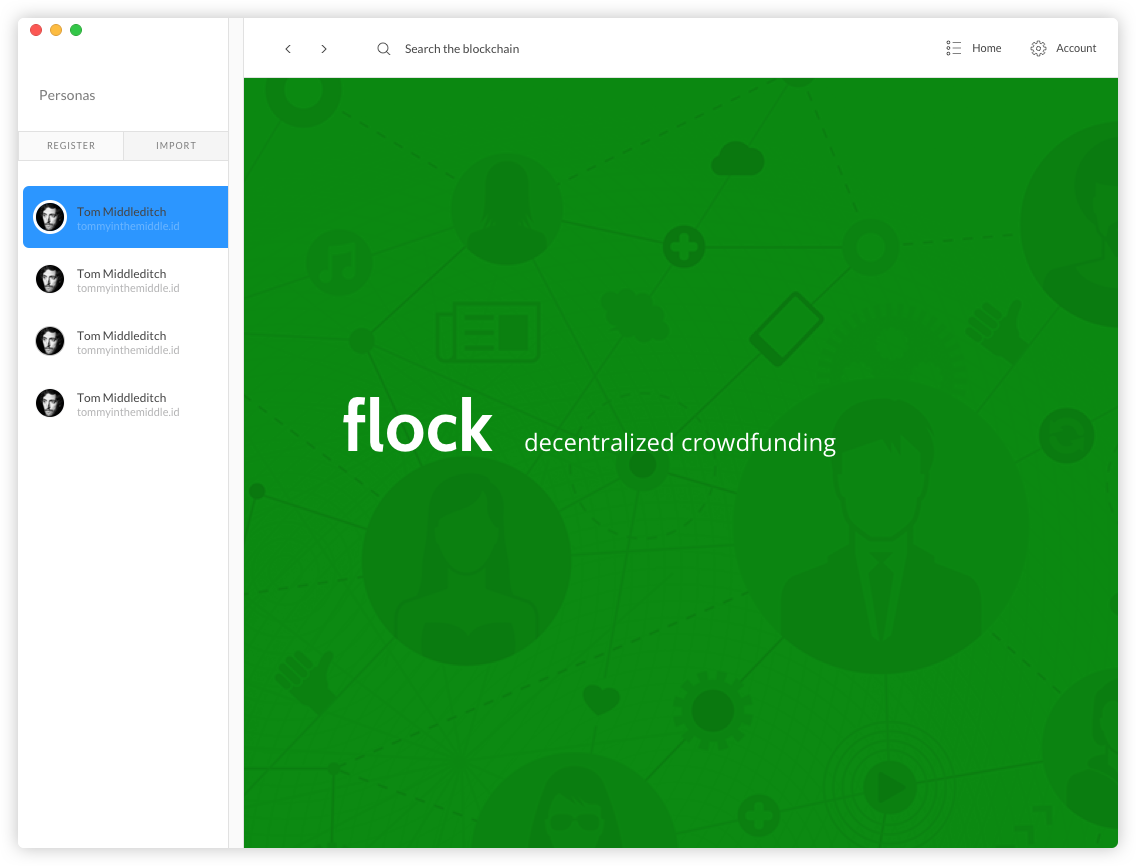 Search the blockchain
Home
Account
Personas
REGISTER
IMPORT
Tom Middleditch
tommyinthemiddle.id
Tom Middleditch
tommyinthemiddle.id
Tom Middleditch
tommyinthemiddle.id
Tom Middleditch
tommyinthemiddle.id
flock decentralized crowdfunding